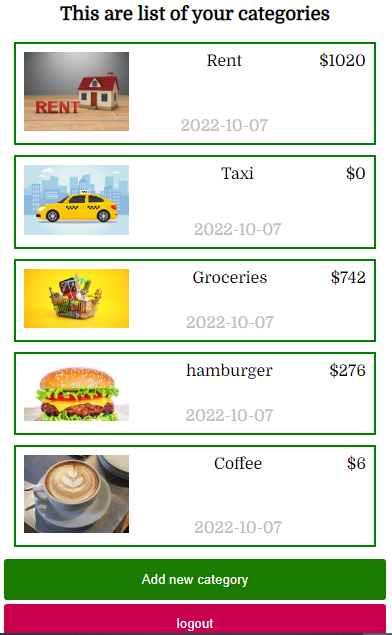 This are list of your categories
RENT
Rent
$1020
2022-10-07
TAXI
Taxi
$0
2022-10-07
Groceries
$742
2022-10-07
hamburger
$276
2022-10-07
Coffee
$6
2022-10-07
Add new category
logout